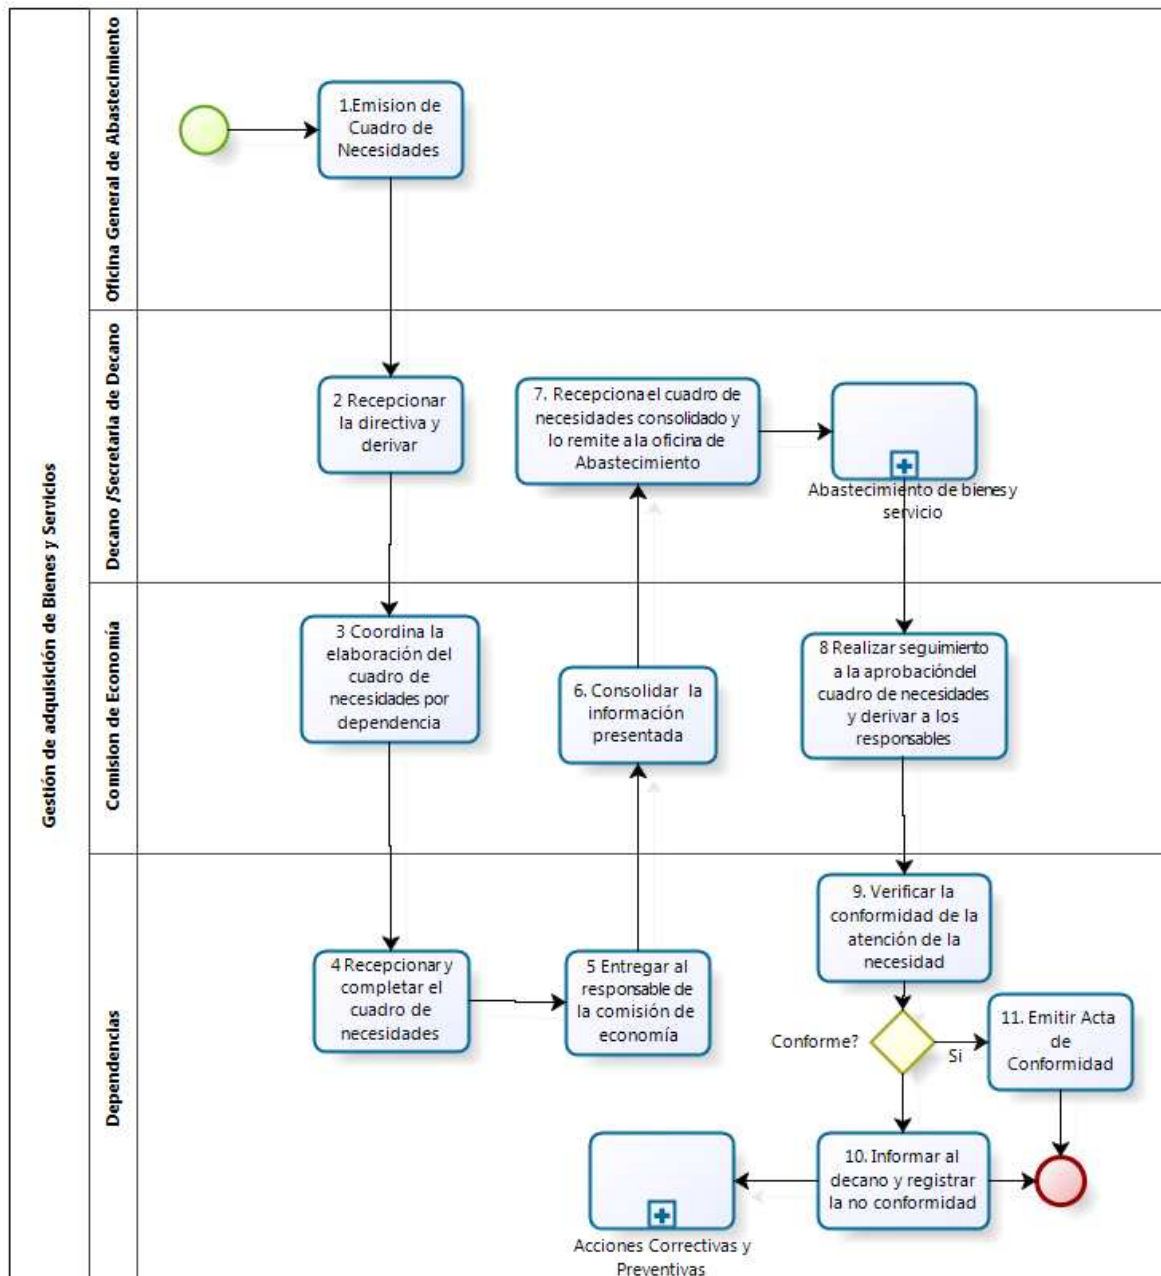 Gestión de adquisición de Bienes y Servicios
Oficina General de Abastecimiento
1.Emision de
Cuadro de
Necesidades
Decano /Secretaria de Decano
2 Recepcionar
la directiva y
derivar
7. Recepciona el cuadro de
necesidades consolidado y
lo remite a la oficina de
Abastecimiento
Abastecimiento de bienes y
servicio
Comision de Economía
3 Coordina la
elaboración del
cuadro de
necesidades por
dependencia
6. Consolidar la
información
presentada
8 Realizar seguimiento
a la aprobación del
cuadro de necesidades
y derivar a los
responsables
Dependencias
4 Recepcionar y
completar el
cuadro de
necesidades
5 Entregar al
responsable de
la comisión de
economía
9. Verificar la
conformidad de la
atención de la
necesidad
Conforme?
Si
11. Emitir Acta
de
Conformidad
10. Informar al
decano y registrar
la no conformidad
Acciones Correctivas y
Preventivas